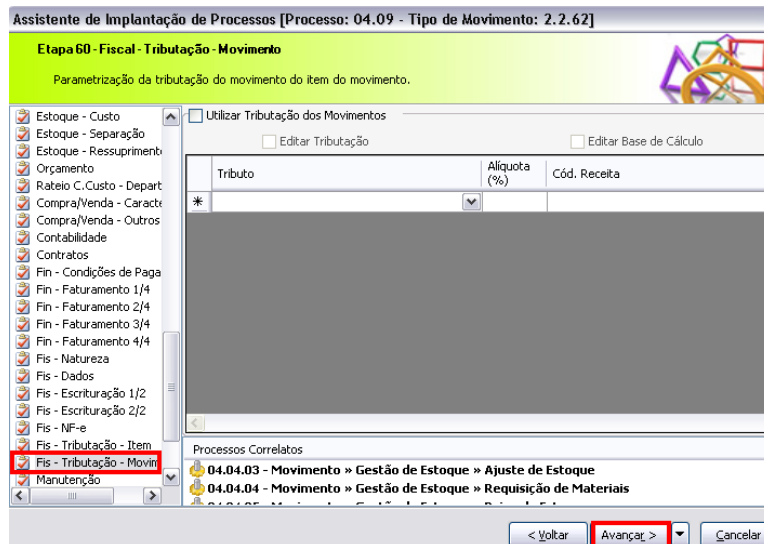 Assistente de Implantação de Processos [Processo: 04.09 - Tipo de Movimento: 2.2.62]
Etapa 60 - Fiscal - Tributação - Movimento
Parametrização da tributação do movimento do item do movimento.
Estoque - Custo
Estoque - Separação
Estoque - Ressuprimento
Orçamento
Rateio C.Custo - Depart
Compra/Venda - Caracte
Compra/Venda - Outros
Contabilidade
Contratos
Fin - Condições de Paga
Fin - Faturamento 1/4
Fin - Faturamento 2/4
Fin - Faturamento 3/4
Fin - Faturamento 4/4
Fis - Natureza
Fis - Dados
Fis - Escrituração 1/2
Fis - Escrituração 2/2
Fis - NF-e
Fis - Tributação - Item
Fis - Tributação - Movim
Manutenção
Utilizar Tributação dos Movimentos
Editar Tributação
Editar Base de Cálculo
Tributo
Alíquota (%)
Cód. Receita
Processos Correlatos
04.04.03 - Movimento » Gestão de Estoque » Ajuste de Estoque
04.04.04 - Movimento » Gestão de Estoque » Requisição de Materiais
< Voltar
Avançar >
Cancelar